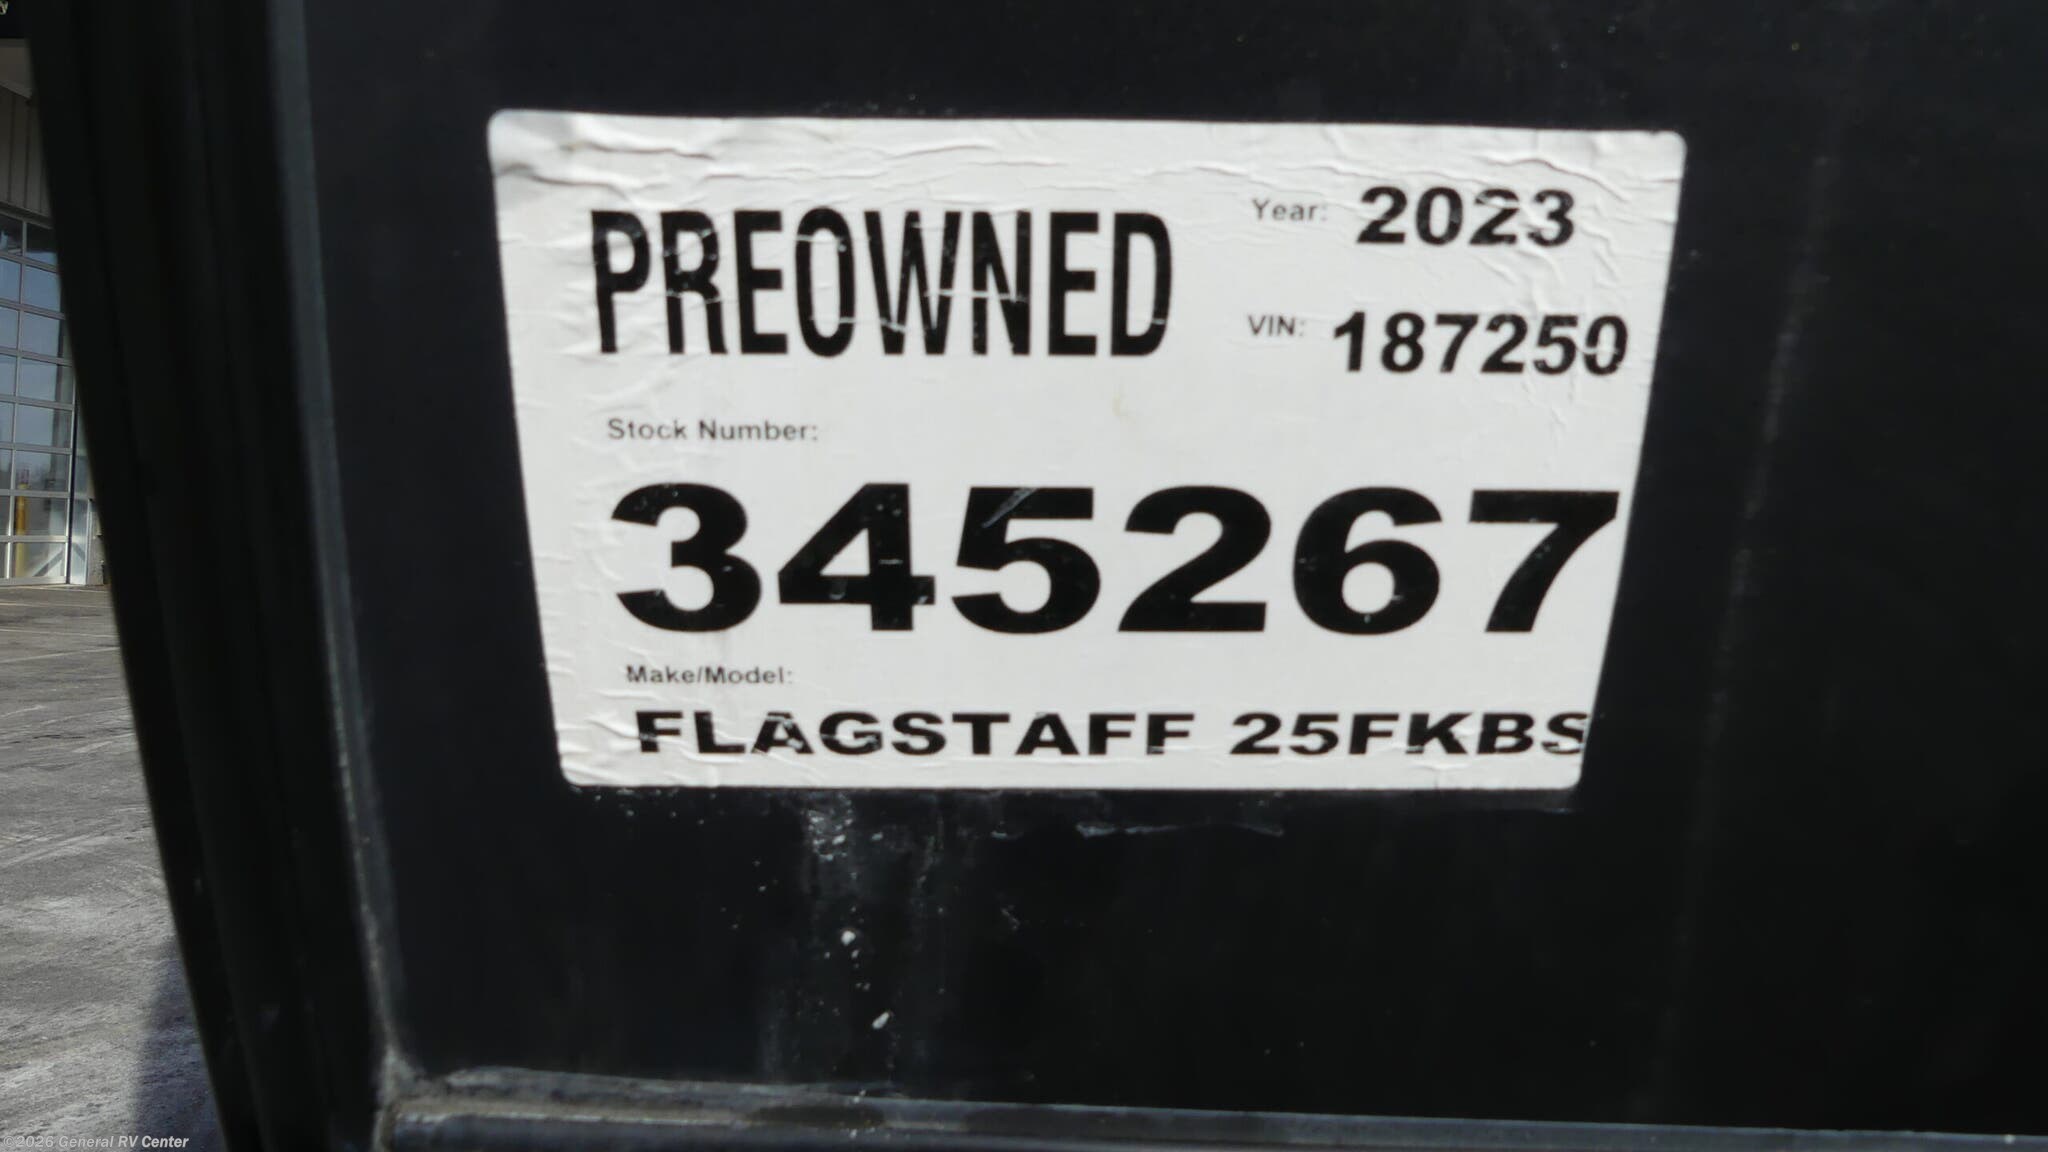 PREOWNED
Year: 2023
VIN: 187250
Stock Number:
345267
Make/Model:
FLAGSTAFF 25FKBS
©2026 General RV Center